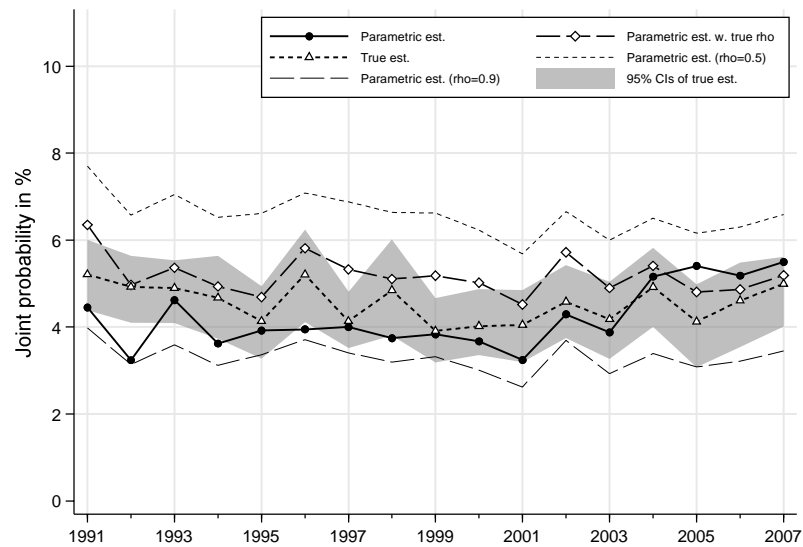 Parametric est.
Parametric est. w. true rho
True est.
Parametric est. (rho=0.5)
Parametric est. (rho=0.9)
95% CIs of true est.
Joint probability in %
10
8
6
4
2
0
1991 1993 1995 1997 1999 2001 2003 2005 2007